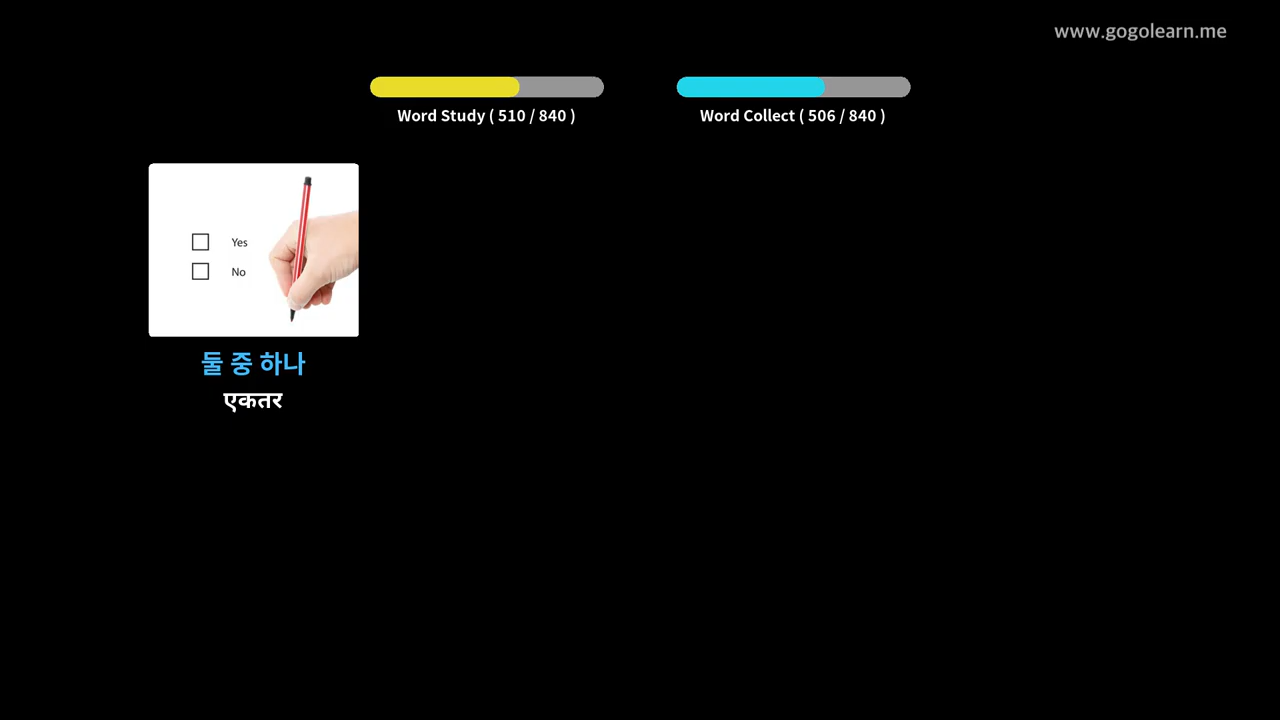 www.gogolearn.me
Word Study ( 510 / 840 )
Word Collect ( 506 / 840 )
Yes
No
둘 중 하나
एकतर